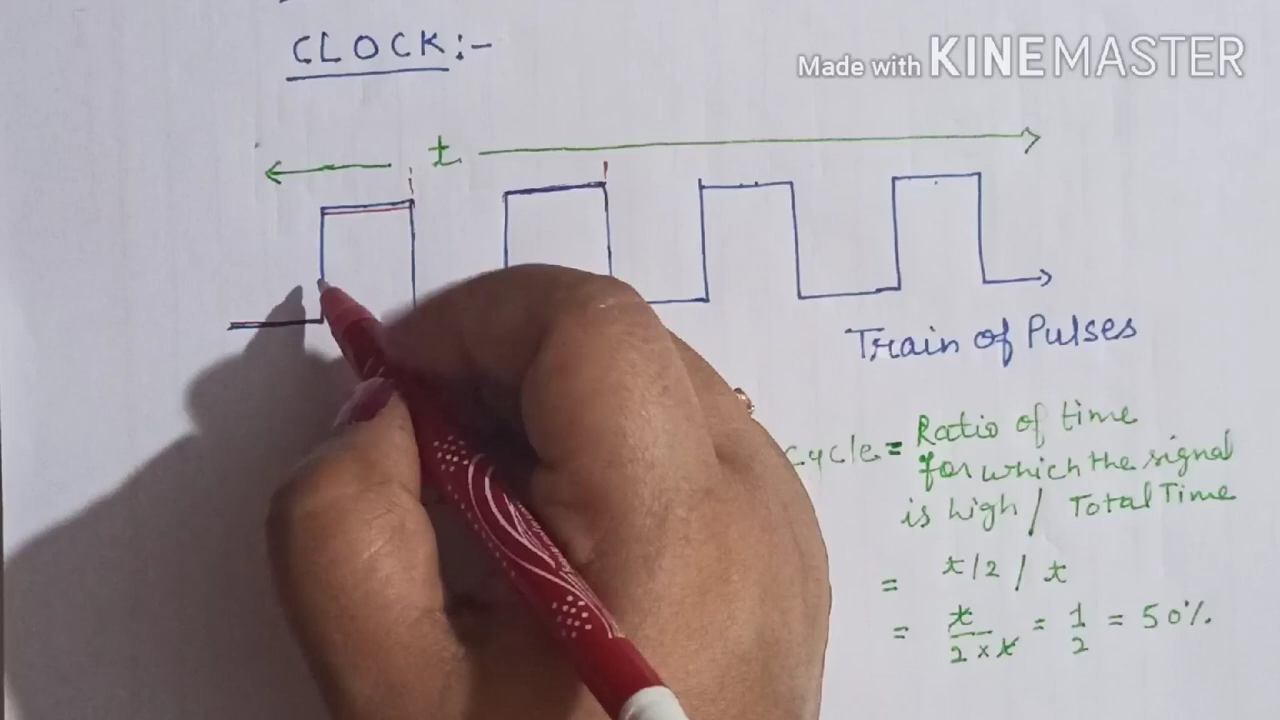 CLOCK:-
Made with KINEMASTER
t
Train of Pulses
cycle = Ratio of time
for which the signal
is high / Total Time
= t/2 / t
= t/2×t = 1/2 = 50%